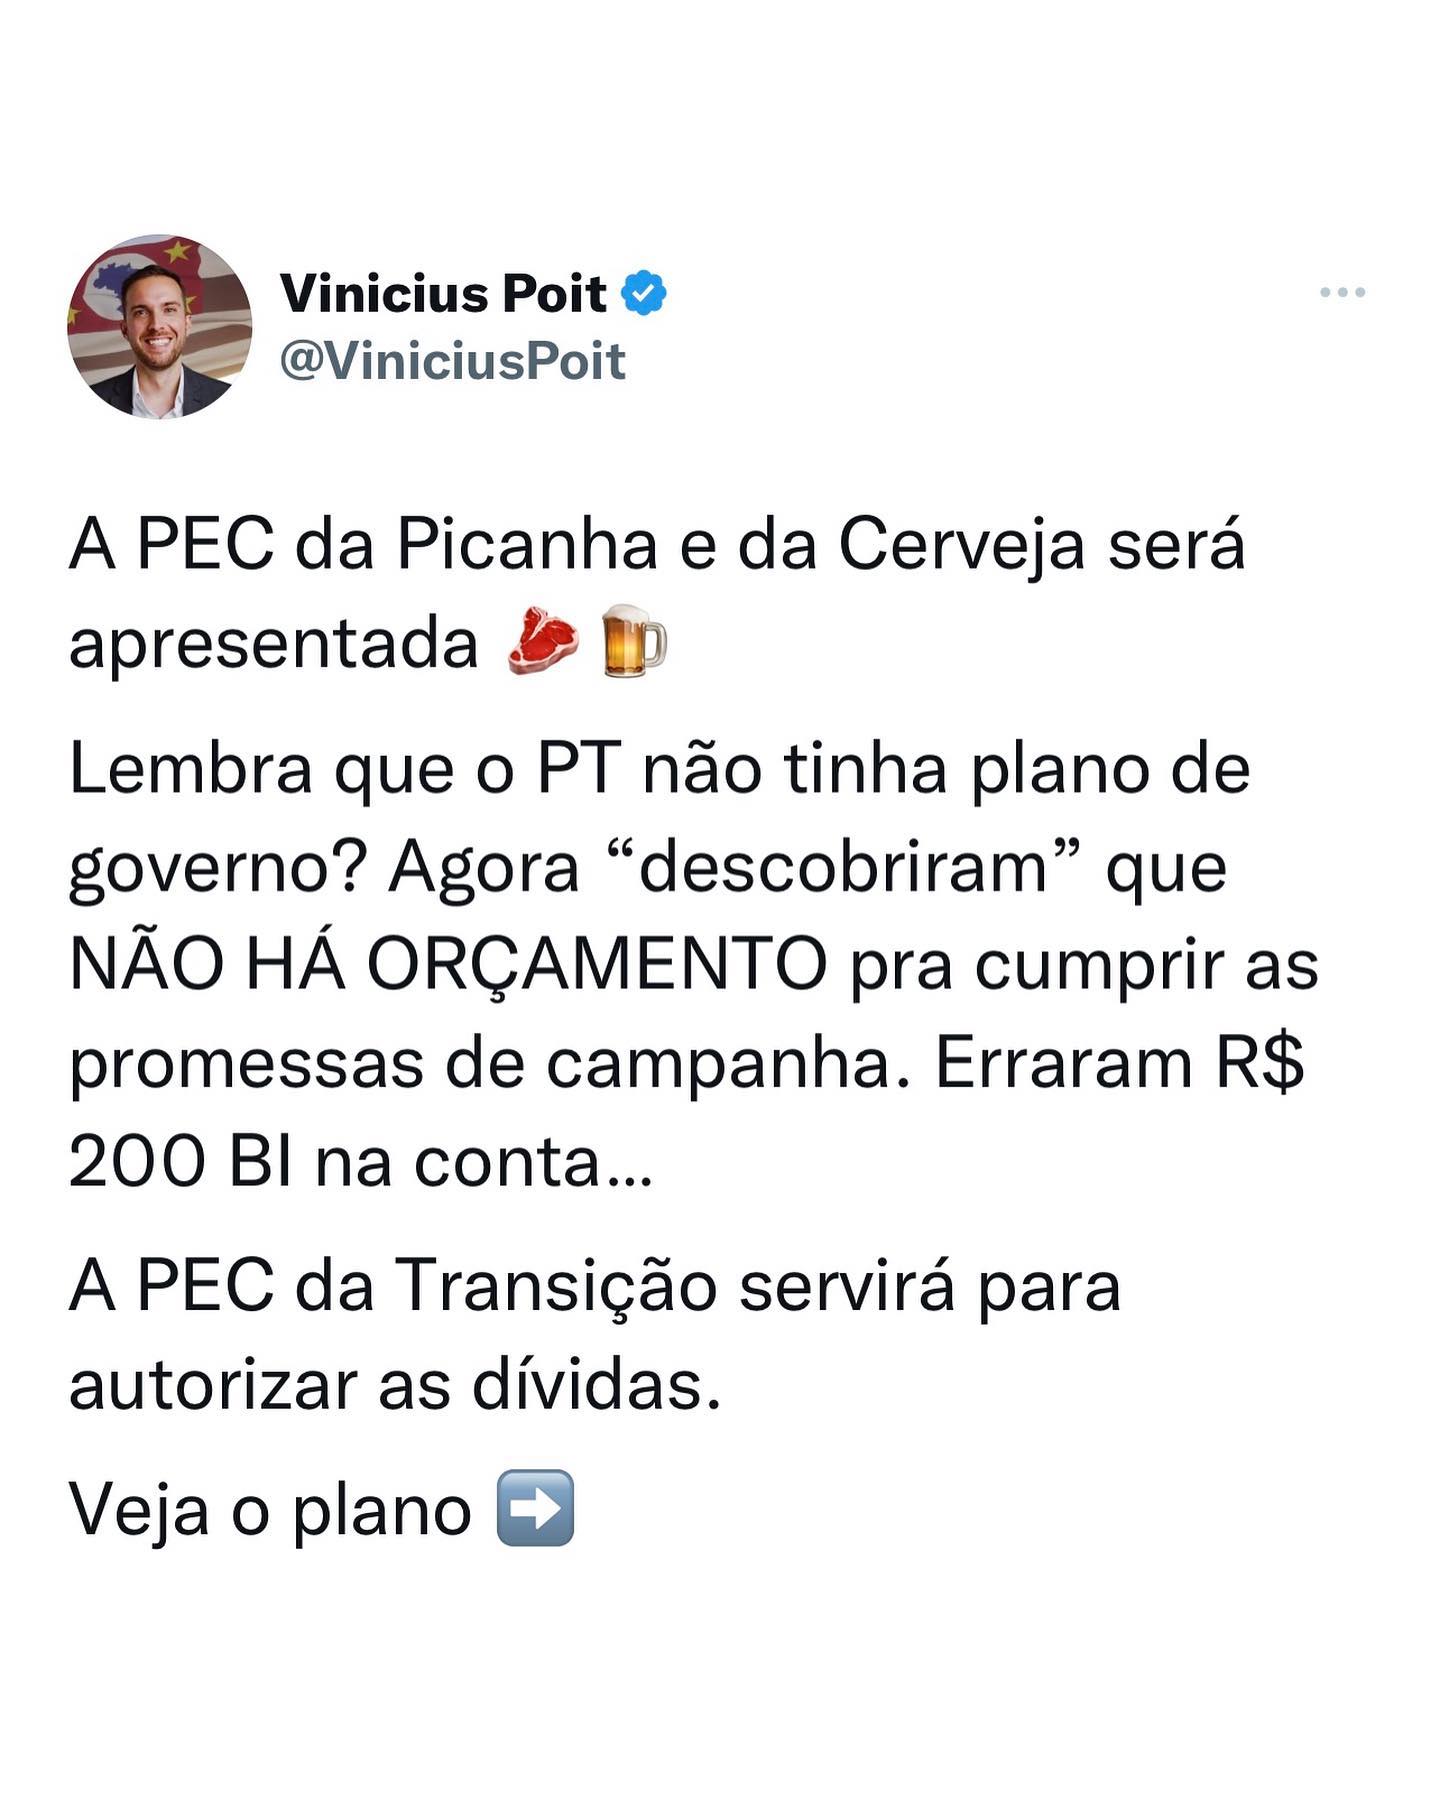 Vinicius Poit
@ViniciusPoit
A PEC da Picanha e da Cerveja será
apresentada 🥩🍺
Lembra que o PT não tinha plano de
governo? Agora “descobriram” que
NÃO HÁ ORÇAMENTO pra cumprir as
promessas de campanha. Erraram R$
200 BI na conta...
A PEC da Transição servirá para
autorizar as dívidas.
Veja o plano ➡️